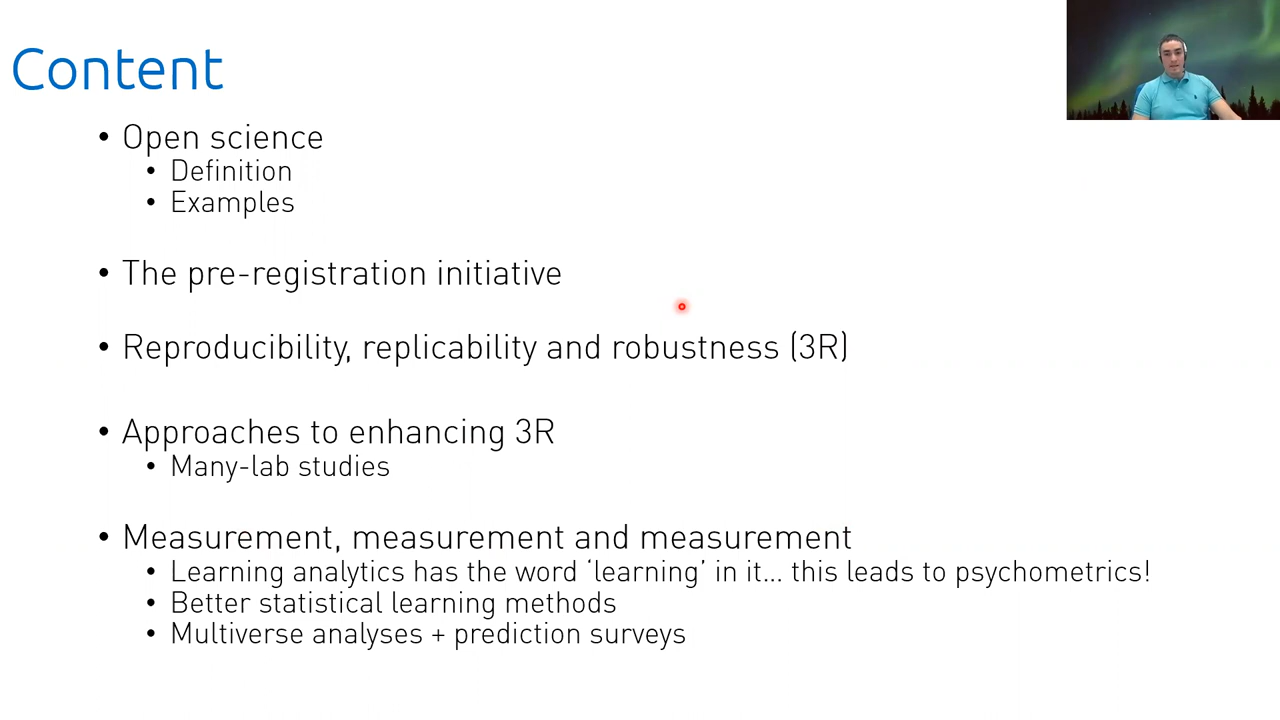 Content
• Open science
• Definition
• Examples
• The pre-registration initiative
• Reproducibility, replicability and robustness (3R)
• Approaches to enhancing 3R
• Many-lab studies
• Measurement, measurement and measurement
• Learning analytics has the word ‘learning’ in it... this leads to psychometrics!
• Better statistical learning methods
• Multiverse analyses + prediction surveys